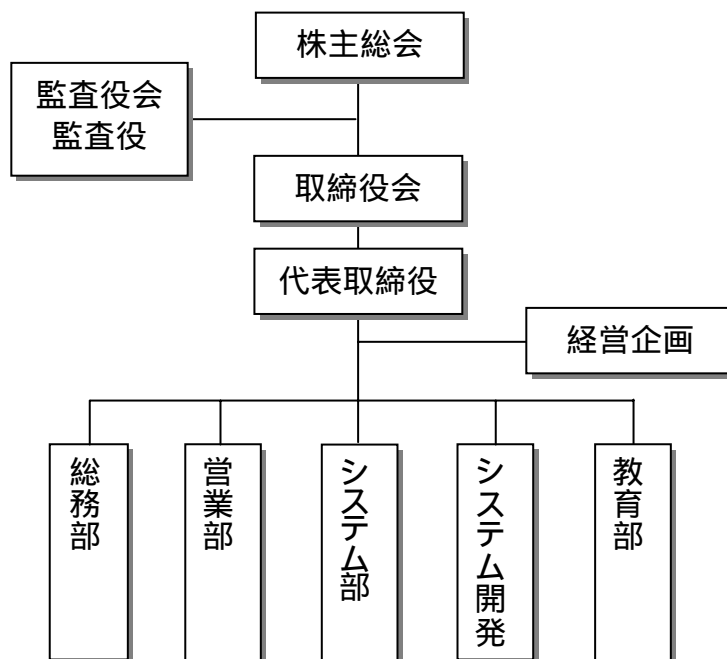 株主総会
監査役会
監査役
取締役会
代表取締役
経営企画
総務部
営業部
システム部
システム開発
教育部